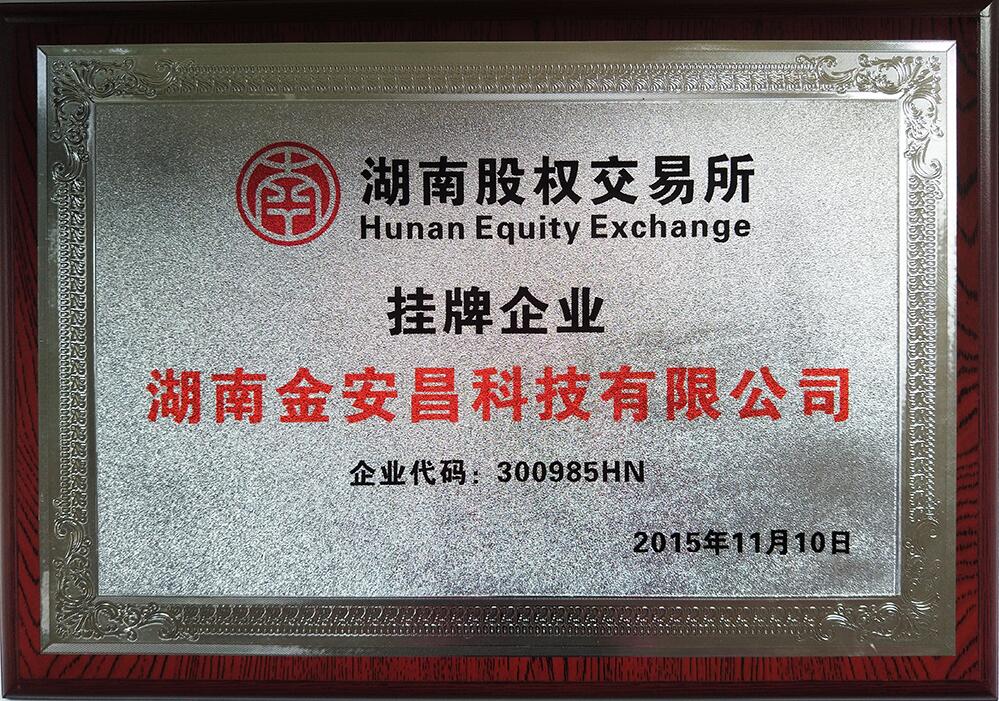 湖南股权交易所
Hunan Equity Exchange
挂牌企业
湖南金安昌科技有限公司
企业代码：300985HN
2015年11月10日